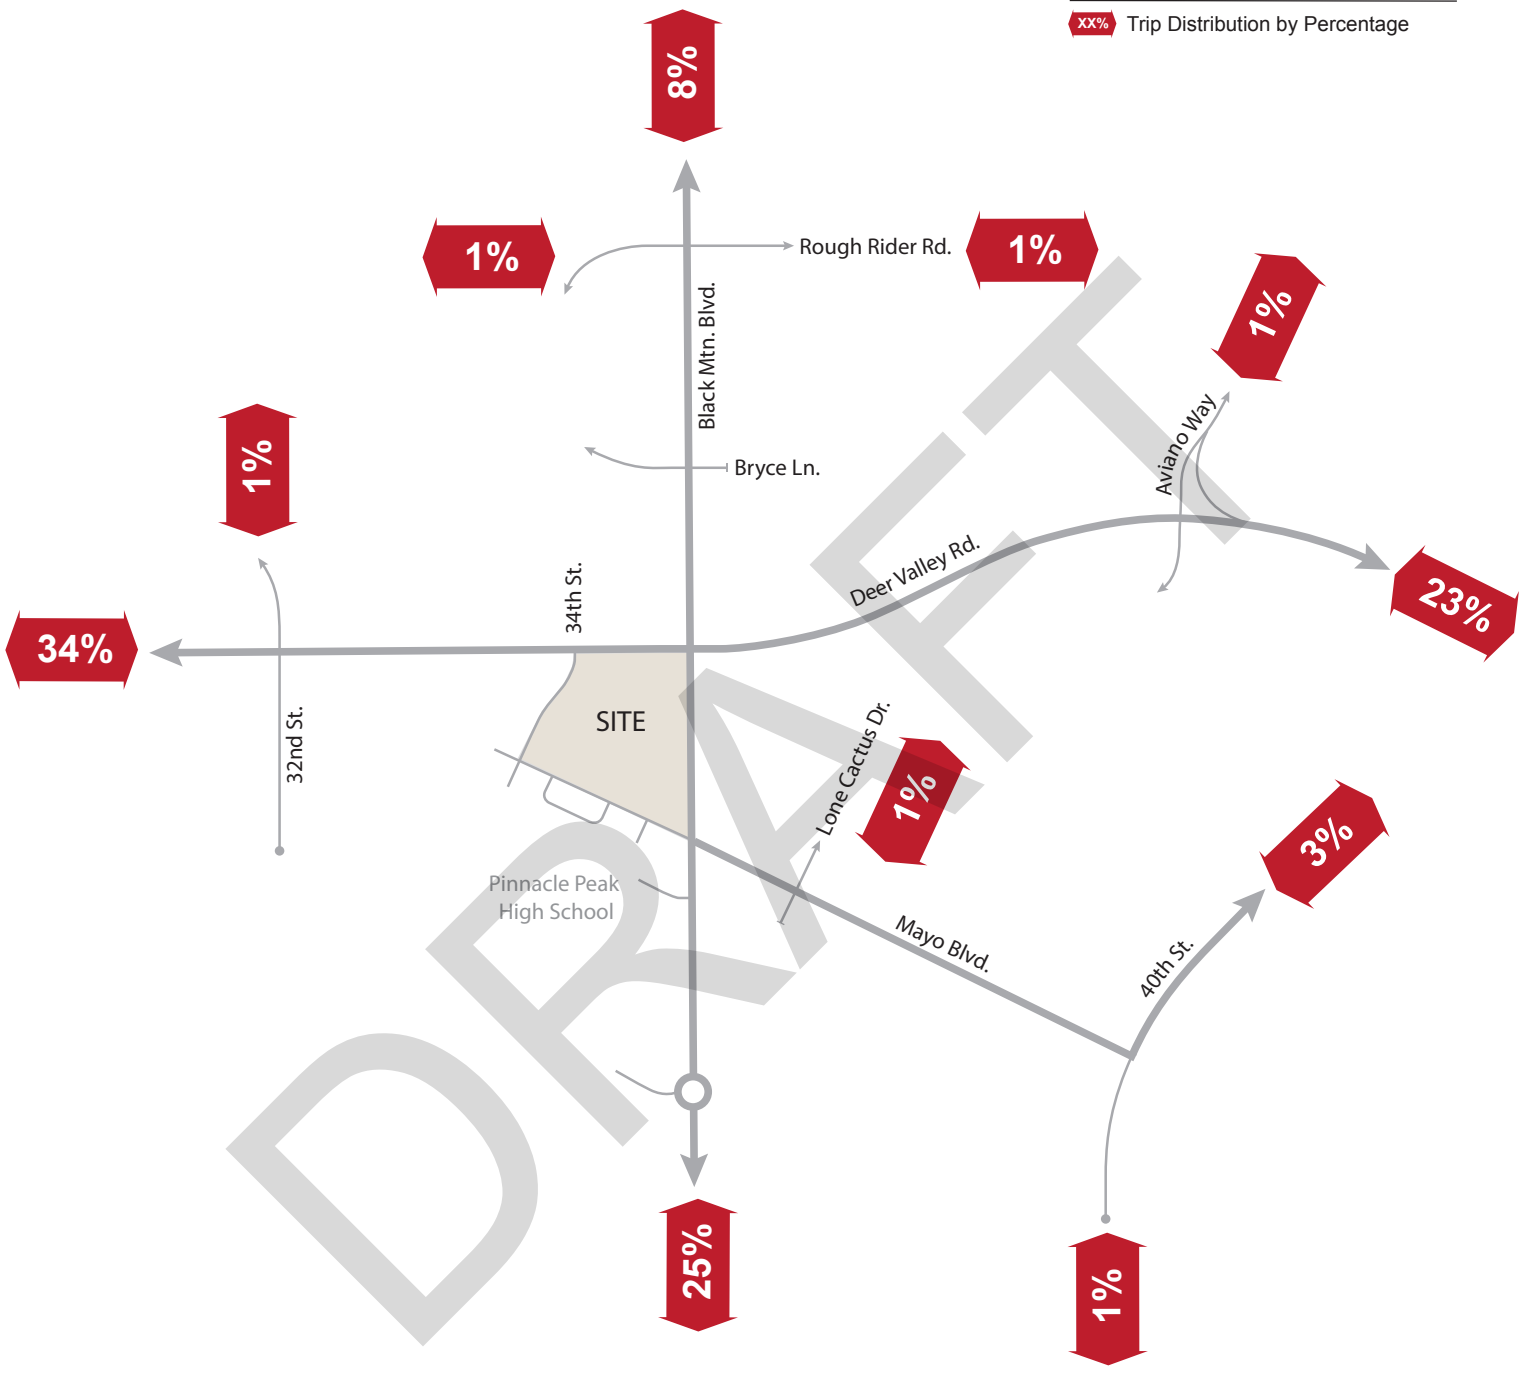 XX% Trip Distribution by Percentage
8%
1%
Rough Rider Rd.
1%
Black Mtn. Blvd.
1%
Aviano Way
1%
Bryce Ln.
Deer Valley Rd.
23%
34th St.
34%
SITE
32nd St.
Lone Cactus Dr.
1%
3%
Pinnacle Peak
High School
Mayo Blvd.
40th St.
25%
1%
DRAFT